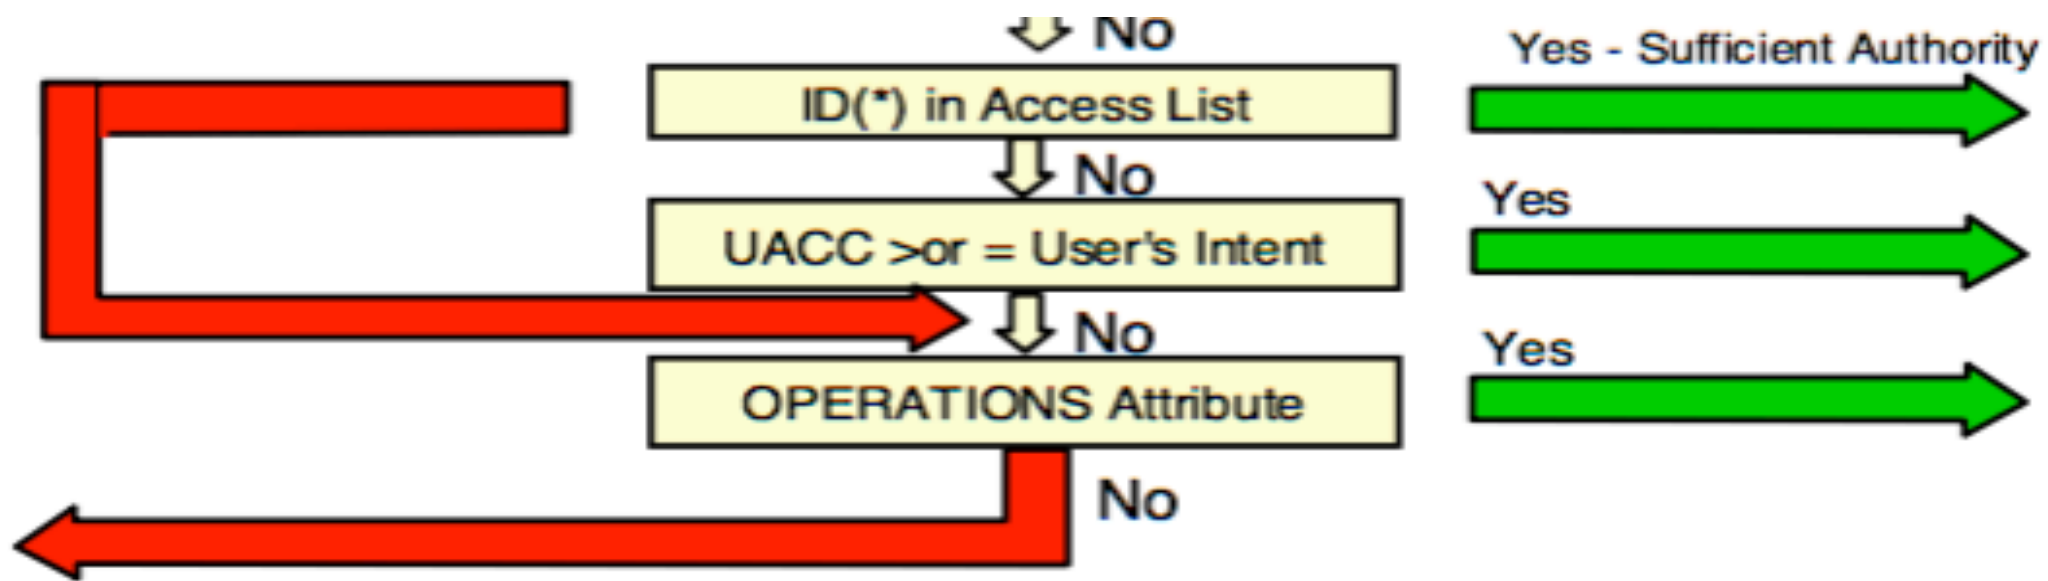 No
Yes - Sufficient Authority
ID(*) in Access List
No
Yes
UACC >or = User's Intent
No
Yes
OPERATIONS Attribute
No